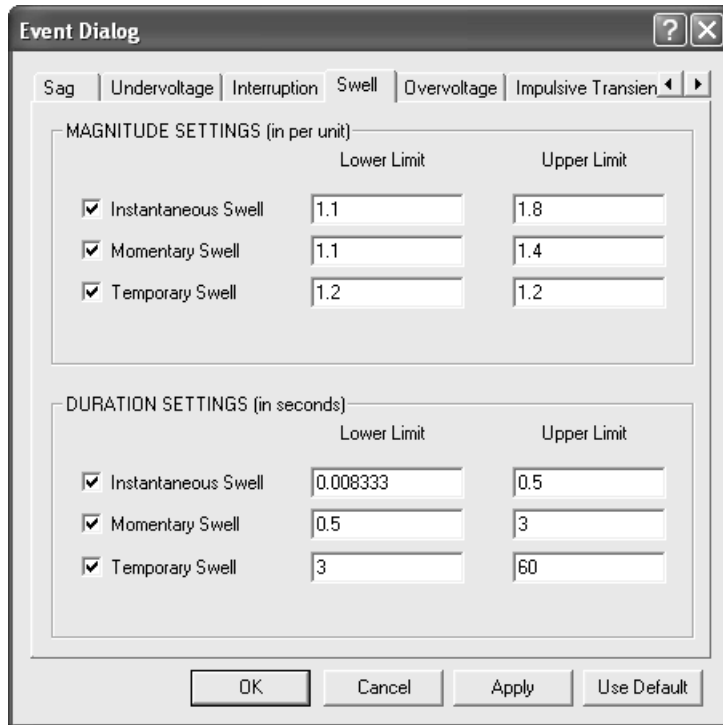 Event Dialog
Sag Undervoltage Interruption Swell Overvoltage Impulsive Transien
MAGNITUDE SETTINGS (in per unit)
Lower Limit Upper Limit
Instantaneous Swell 1.1 1.8
Momentary Swell 1.1 1.4
Temporary Swell 1.2 1.2
DURATION SETTINGS (in seconds)
Lower Limit Upper Limit
Instantaneous Swell 0.008333 0.5
Momentary Swell 0.5 3
Temporary Swell 3 60
OK Cancel Apply Use Default